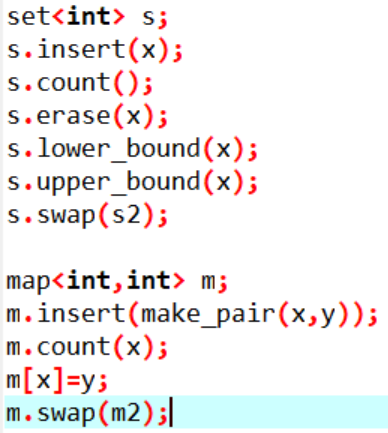 set<int> s;
s.insert(x);
s.count();
s.erase(x);
s.lower_bound(x);
s.upper_bound(x);
s.swap(s2);
map<int,int> m;
m.insert(make_pair(x,y));
m.count(x);
m[x]=y;
m.swap(m2);